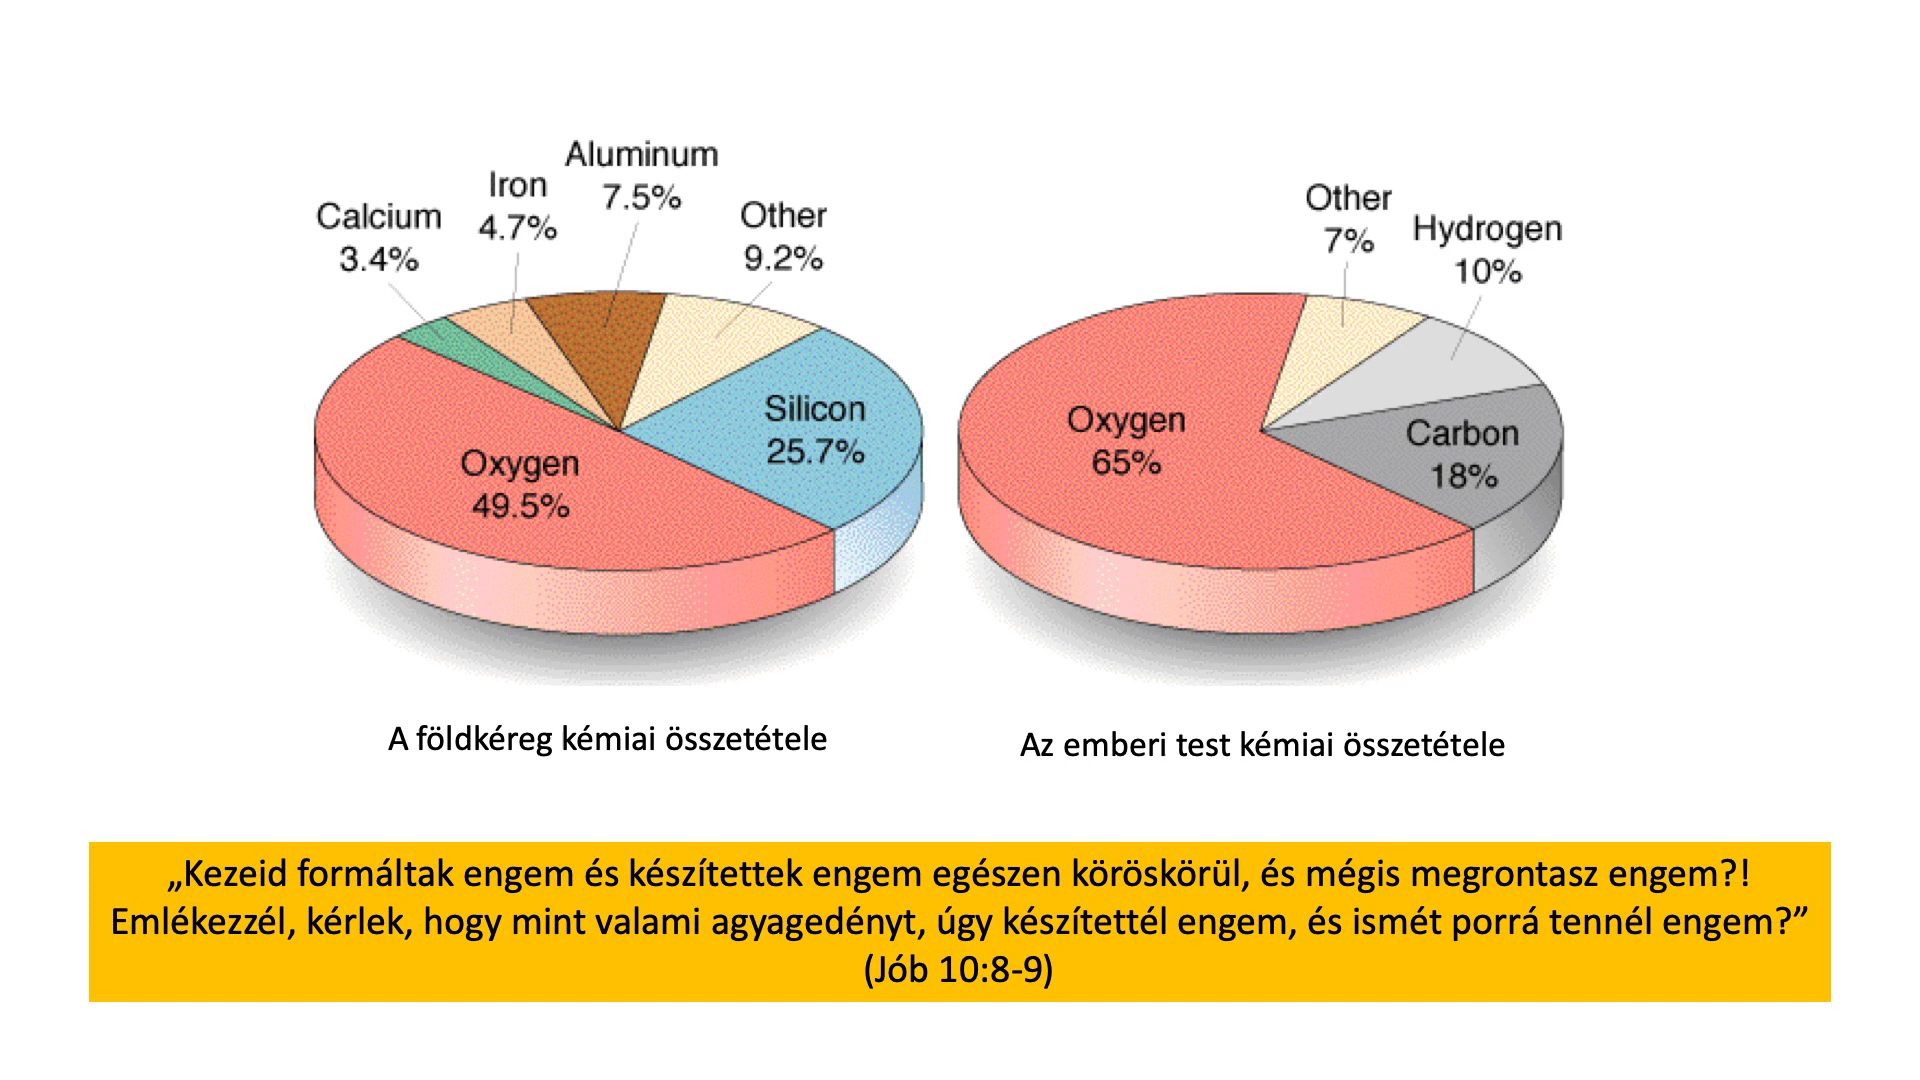 Aluminum
7.5%
Iron
4.7%
Calcium
3.4%
Other
9.2%
Silicon
25.7%
Oxygen
49.5%
Other
7%
Hydrogen
10%
Oxygen
65%
Carbon
18%
A földkéreg kémiai összetétele
Az emberi test kémiai összetétele
„Kezeid formáltak engem és készítettek engem egészen köröskörül, és mégis megrontasz engem?!
Emlékezzél, kérlek, hogy mint valami agyagedényt, úgy készítettél engem, és ismét porrá tennél engem?”
(Jób 10:8-9)